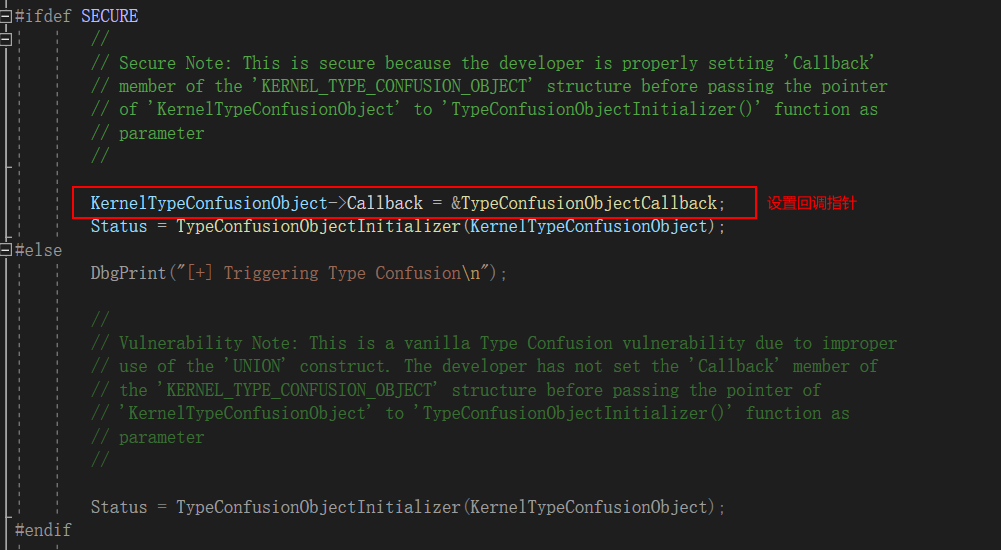 #ifdef SECURE
//
// Secure Note: This is secure because the developer is properly setting 'Callback'
// member of the 'KERNEL_TYPE_CONFUSION_OBJECT' structure before passing the pointer
// of 'KernelTypeConfusionObject' to 'TypeConfusionObjectInitializer()' function as
// parameter
//
KernelTypeConfusionObject->Callback = &TypeConfusionObjectCallback; 设置回调指针
Status = TypeConfusionObjectInitializer(KernelTypeConfusionObject);
#else
DbgPrint("[+] Triggering Type Confusion\n");
//
// Vulnerability Note: This is a vanilla Type Confusion vulnerability due to improper
// use of the 'UNION' construct. The developer has not set the 'Callback' member of
// the 'KERNEL_TYPE_CONFUSION_OBJECT' structure before passing the pointer of
// 'KernelTypeConfusionObject' to 'TypeConfusionObjectInitializer()' function as
// parameter
//
Status = TypeConfusionObjectInitializer(KernelTypeConfusionObject);
#endif